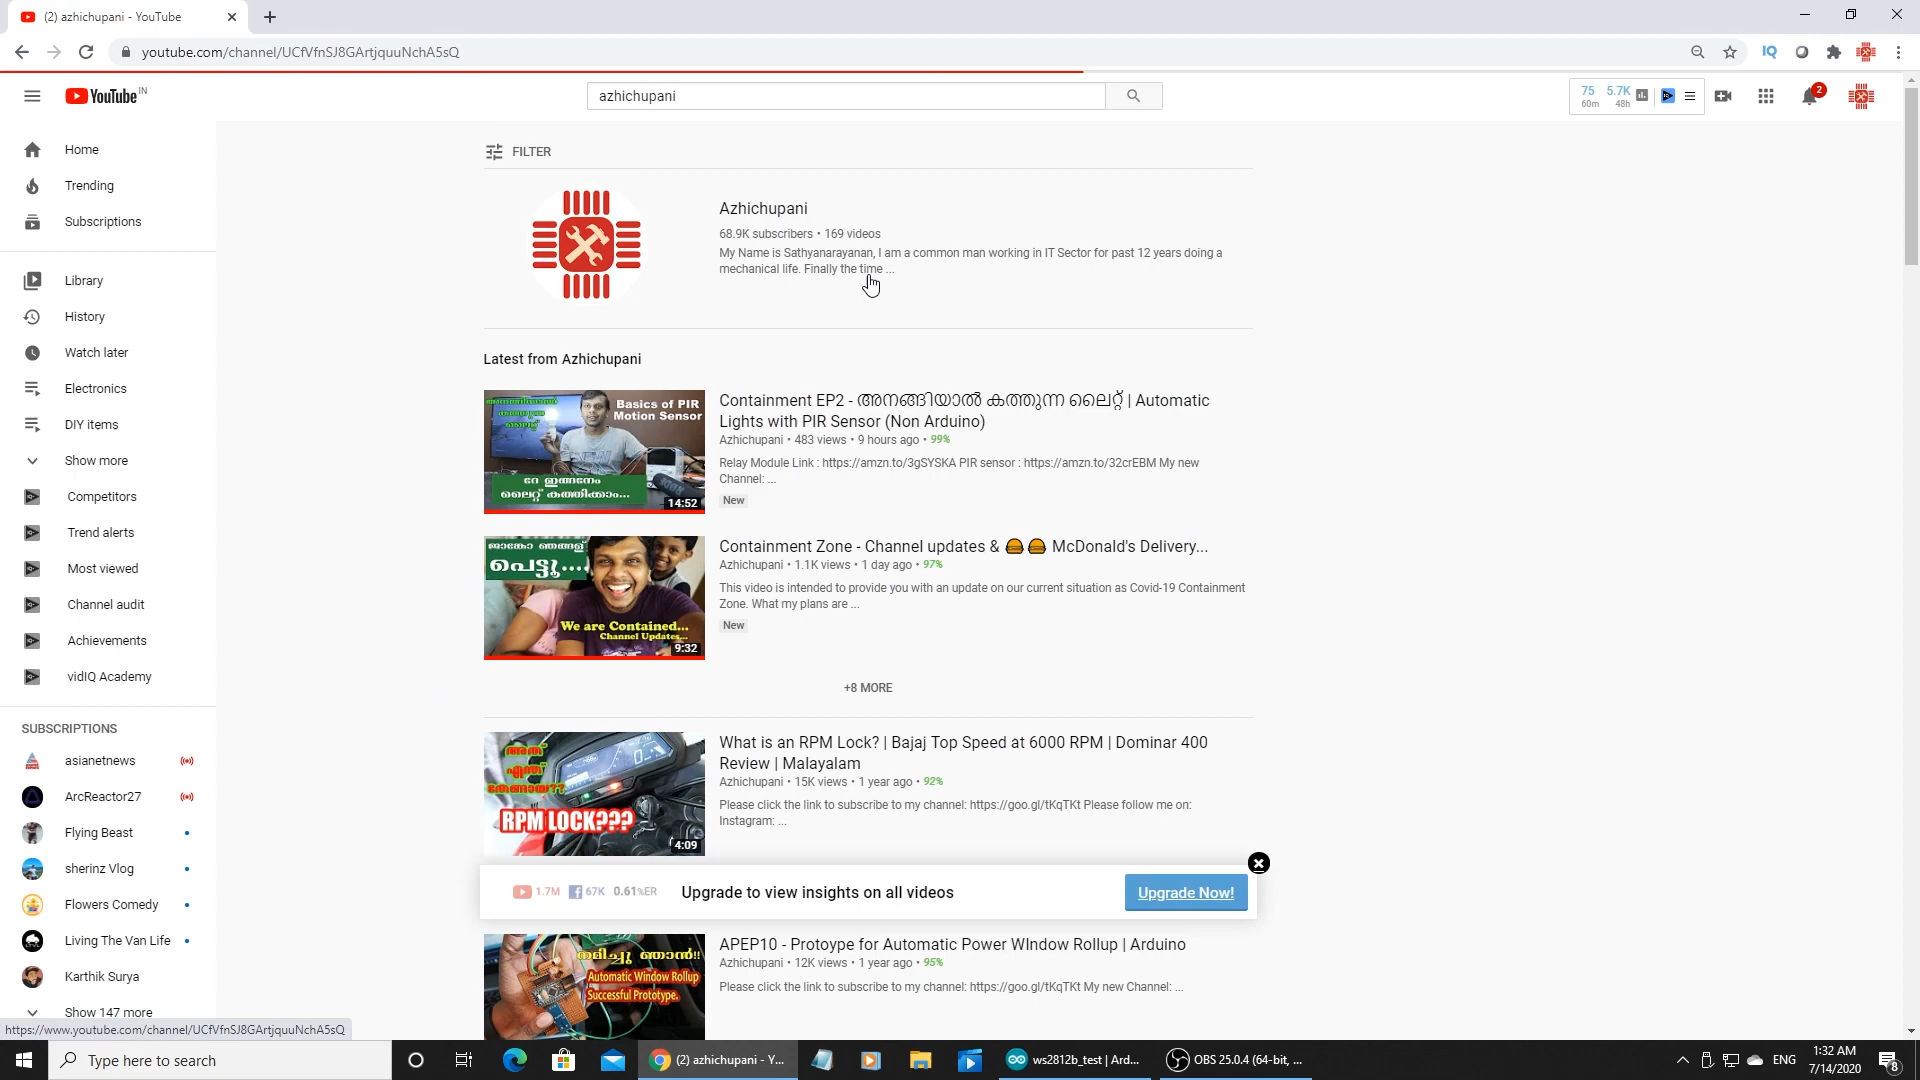 (2) azhichupani - YouTube
youtube.com/channel/UCfVfnSJ8GArtjquuNchA5sQ
IQ
YouTube IN
azhichupani
75 5.7K
60m 48h
2
Home
Trending
Subscriptions
Library
History
Watch later
Electronics
DIY items
Show more
Competitors
Trend alerts
Most viewed
Channel audit
Achievements
vidIQ Academy
SUBSCRIPTIONS
asianetnews
ArcReactor27
Flying Beast
sherinz Vlog
Flowers Comedy
Living The Van Life
Karthik Surya
Show 147 more
https://www.youtube.com/channel/UCfVfnSJ8GArtjquuNchA5sQ
FILTER
Azhichupani
68.9K subscribers • 169 videos
My Name is Sathyanarayanan, I am a common man working in IT Sector for past 12 years doing a
mechanical life. Finally the time ...
Latest from Azhichupani
അനങ്ങിയാൽ
കത്തുന്ന
ലൈറ്റ്
Basics of PIR
Motion Sensor
റേ ഇങ്ങനേം
ലൈറ്റ് കത്തിക്കാം...
14:52
Containment EP2 - അനങ്ങിയാൽ കത്തുന്ന ലൈറ്റ് | Automatic
Lights with PIR Sensor (Non Arduino)
Azhichupani • 483 views • 9 hours ago • 99%
Relay Module Link : https://amzn.to/3gSYSKA PIR sensor : https://amzn.to/32crEBM My new
Channel: ...
New
ജാങ്കോ ഞങ്ങള്
പെട്ടൂ....
We are Contained...
Channel Updates...
9:32
Containment Zone - Channel updates & 🍔🍔 McDonald's Delivery...
Azhichupani • 1.1K views • 1 day ago • 97%
This video is intended to provide you with an update on our current situation as Covid-19 Containment
Zone. What my plans are ...
New
+8 MORE
അത്
എന്ത്
തേങ്ങായ??
RPM LOCK???
4:09
What is an RPM Lock? | Bajaj Top Speed at 6000 RPM | Dominar 400
Review | Malayalam
Azhichupani • 15K views • 1 year ago • 92%
Please click the link to subscribe to my channel: https://goo.gl/tKqTKt Please follow me on:
Instagram: ...
1.7M 67K 0.61%ER
Upgrade to view insights on all videos
Upgrade Now!
നമിച്ചു ഞാൻ!!
Automatic Window Rollup
Successful Prototype.
APEP10 - Protoype for Automatic Power WIndow Rollup | Arduino
Azhichupani • 12K views • 1 year ago • 95%
Please click the link to subscribe to my channel: https://goo.gl/tKqTKt My new Channel: ...
Type here to search
(2) azhichupani - Y...
ws2812b_test | Ard...
OBS 25.0.4 (64-bit, ...
ENG
1:32 AM
7/14/2020
8